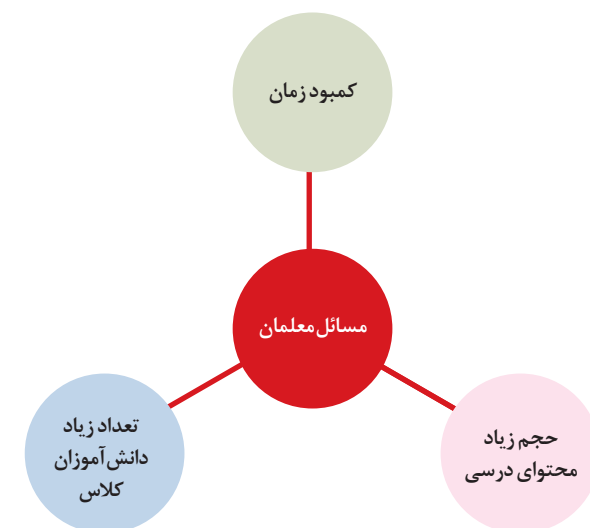 کمبود زمان
مسائل معلمان
حجم زیاد
محتوای درسی
تعداد زیاد
دانش‌آموزان
کلاس